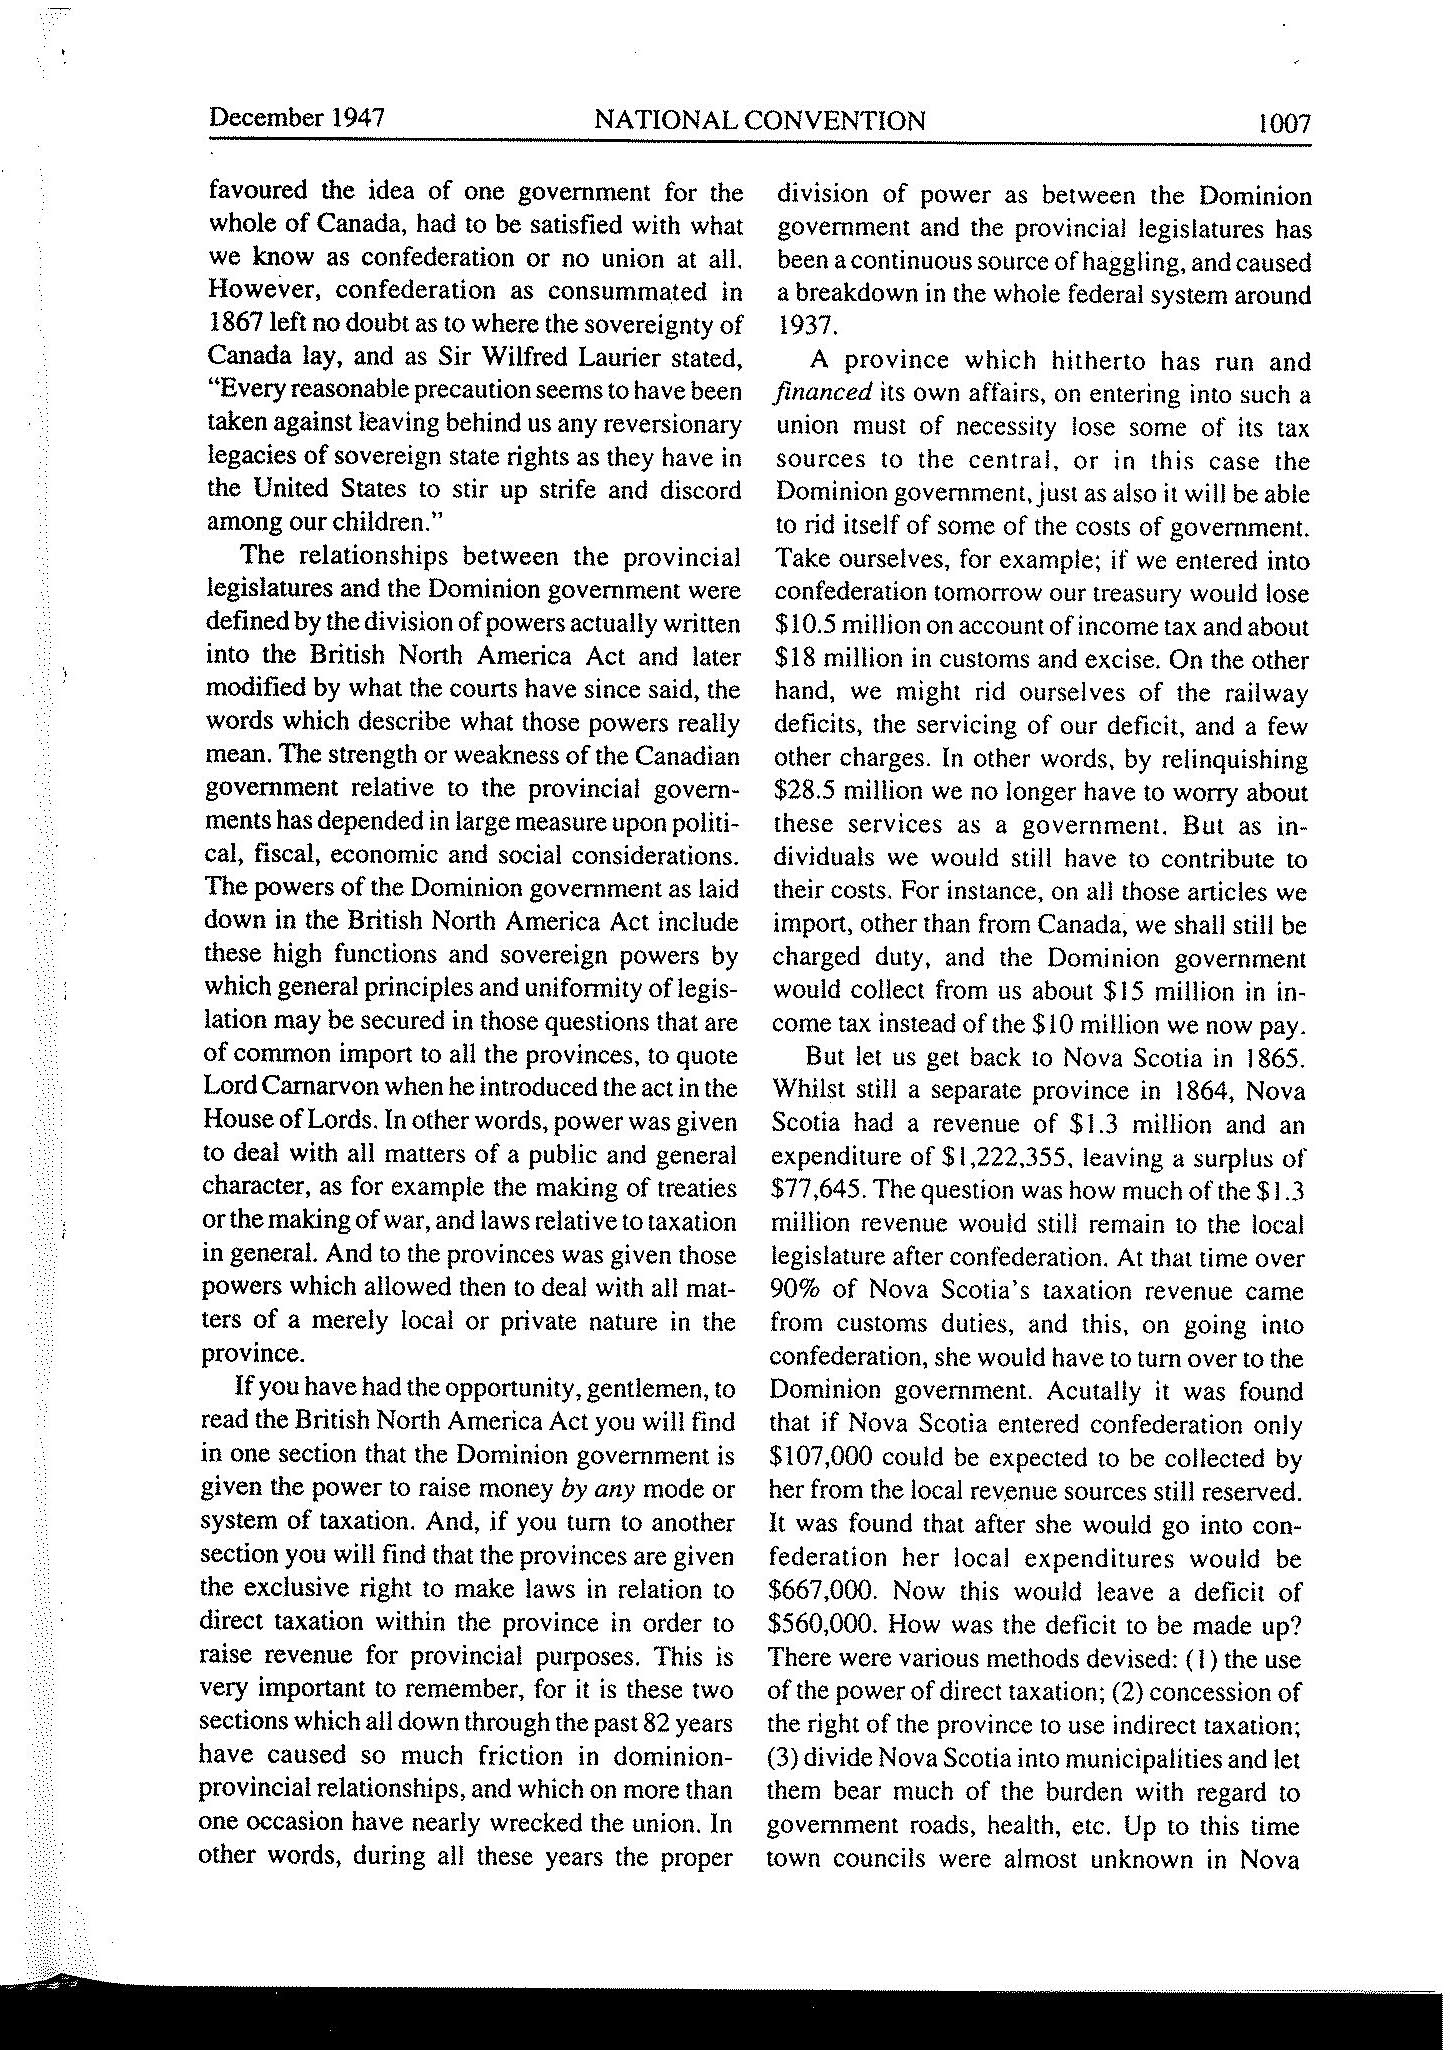 December 1947 NATIONAL CONVENTION 1007
favoured the idea of one government for the
whole of Canada, had to be satisfied with what
we know as confederation or no union at all.
However, confederation as consummated in
1867 left no doubt as to where the sovereignty of
Canada lay, and as Sir Wilfred Laurier stated,
“Every reasonable precaution seems to have been
taken against leaving behind us any reversionary
legacies of sovereign state rights as they have in
the United States to stir up strife and discord
among our children.”
The relationships between the provincial
legislatures and the Dominion government were
defined by the division of powers actually written
into the British North America Act and later
modified by what the courts have since said, the
words which describe what those powers really
mean. The strength or weakness of the Canadian
government relative to the provincial govern-
ments has depended in large measure upon politi-
cal, fiscal, economic and social considerations.
The powers of the Dominion government as laid
down in the British North America Act include
these high functions and sovereign powers by
which general principles and uniformity of legis-
lation may be secured in those questions that are
of common import to all the provinces, to quote
Lord Carnarvon when he introduced the act in the
House of Lords. In other words, power was given
to deal with all matters of a public and general
character, as for example the making of treaties
or the making of war, and laws relative to taxation
in general. And to the provinces was given those
powers which allowed then to deal with all mat-
ters of a merely local or private nature in the
province.
If you have had the opportunity, gentlemen, to
read the British North America Act you will find
in one section that the Dominion government is
given the power to raise money by any mode or
system of taxation. And, if you turn to another
section you will find that the provinces are given
the exclusive right to make laws in relation to
direct taxation within the province in order to
raise revenue for provincial purposes. This is
very important to remember, for it is these two
sections which all down through the past 82 years
have caused so much friction in dominion-
provincial relationships, and which on more than
one occasion have nearly wrecked the union. In
other words, during all these years the proper
division of power as between the Dominion
government and the provincial legislatures has
been a continuous source of haggling, and caused
a breakdown in the whole federal system around
1937.
A province which hitherto has run and
financed its own affairs, on entering into such a
union must of necessity lose some of its tax
sources to the central, or in this case the
Dominion government, just as also it will be able
to rid itself of some of the costs of government.
Take ourselves, for example; if we entered into
confederation tomorrow our treasury would lose
$10.5 million on account of income tax and about
$18 million in customs and excise. On the other
hand, we might rid ourselves of the railway
deficits, the servicing of our deficit, and a few
other charges. In other words, by relinquishing
$28.5 million we no longer have to worry about
these services as a government. But as in-
dividuals we would still have to contribute to
their costs. For instance, on all those articles we
import, other than from Canada, we shall still be
charged duty, and the Dominion government
would collect from us about $15 million in in-
come tax instead of the $10 million we now pay.
But let us get back to Nova Scotia in 1865.
Whilst still a separate province in 1864, Nova
Scotia had a revenue of $1.3 million and an
expenditure of $1,222,355, leaving a surplus of
$77,645. The question was how much of the $1.3
million revenue would still remain to the local
legislature after confederation. At that time over
90% of Nova Scotia's taxation revenue came
from customs duties, and this, on going into
confederation, she would have to turn over to the
Dominion government. Acutally it was found
that if Nova Scotia entered confederation only
$107,000 could be expected to be collected by
her from the local revenue sources still reserved.
It was found that after she would go into con-
federation her local expenditures would be
$667,000. Now this would leave a deficit of
$560,000. How was the deficit to be made up?
There were various methods devised: (1) the use
of the power of direct taxation; (2) concession of
the right of the province to use indirect taxation;
(3) divide Nova Scotia into municipalities and let
them bear much of the burden with regard to
government roads, health, etc. Up to this time
town councils were almost unknown in Nova